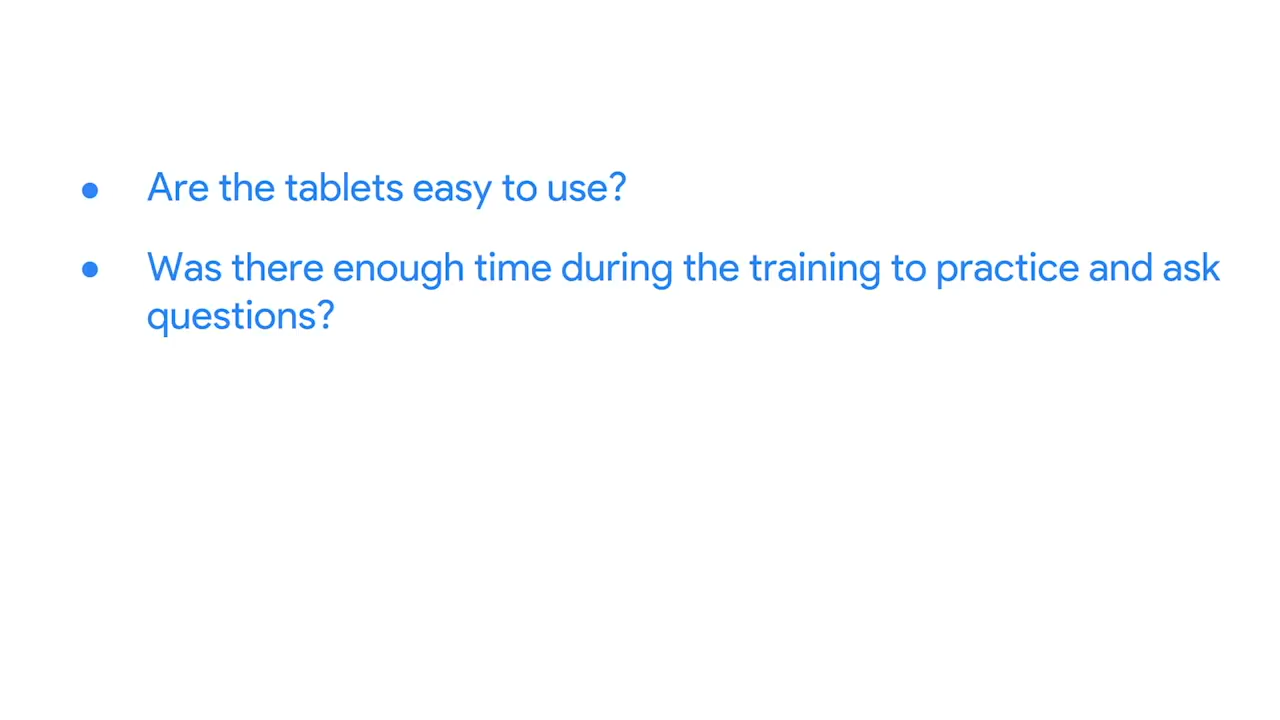 ● Are the tablets easy to use?
● Was there enough time during the training to practice and ask
questions?